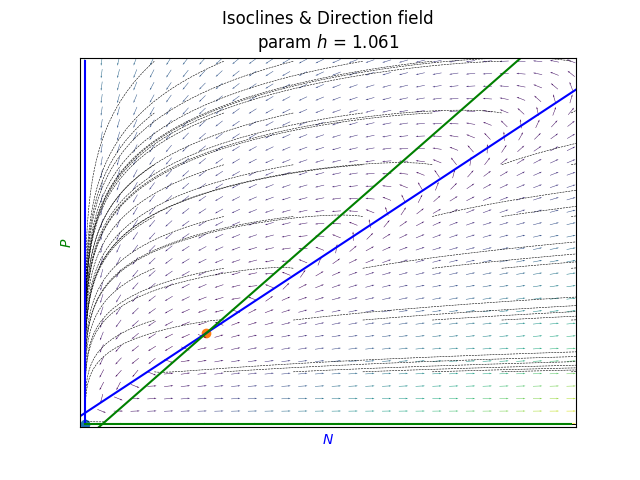 Isoclines & Direction field
param h = 1.061
P
N